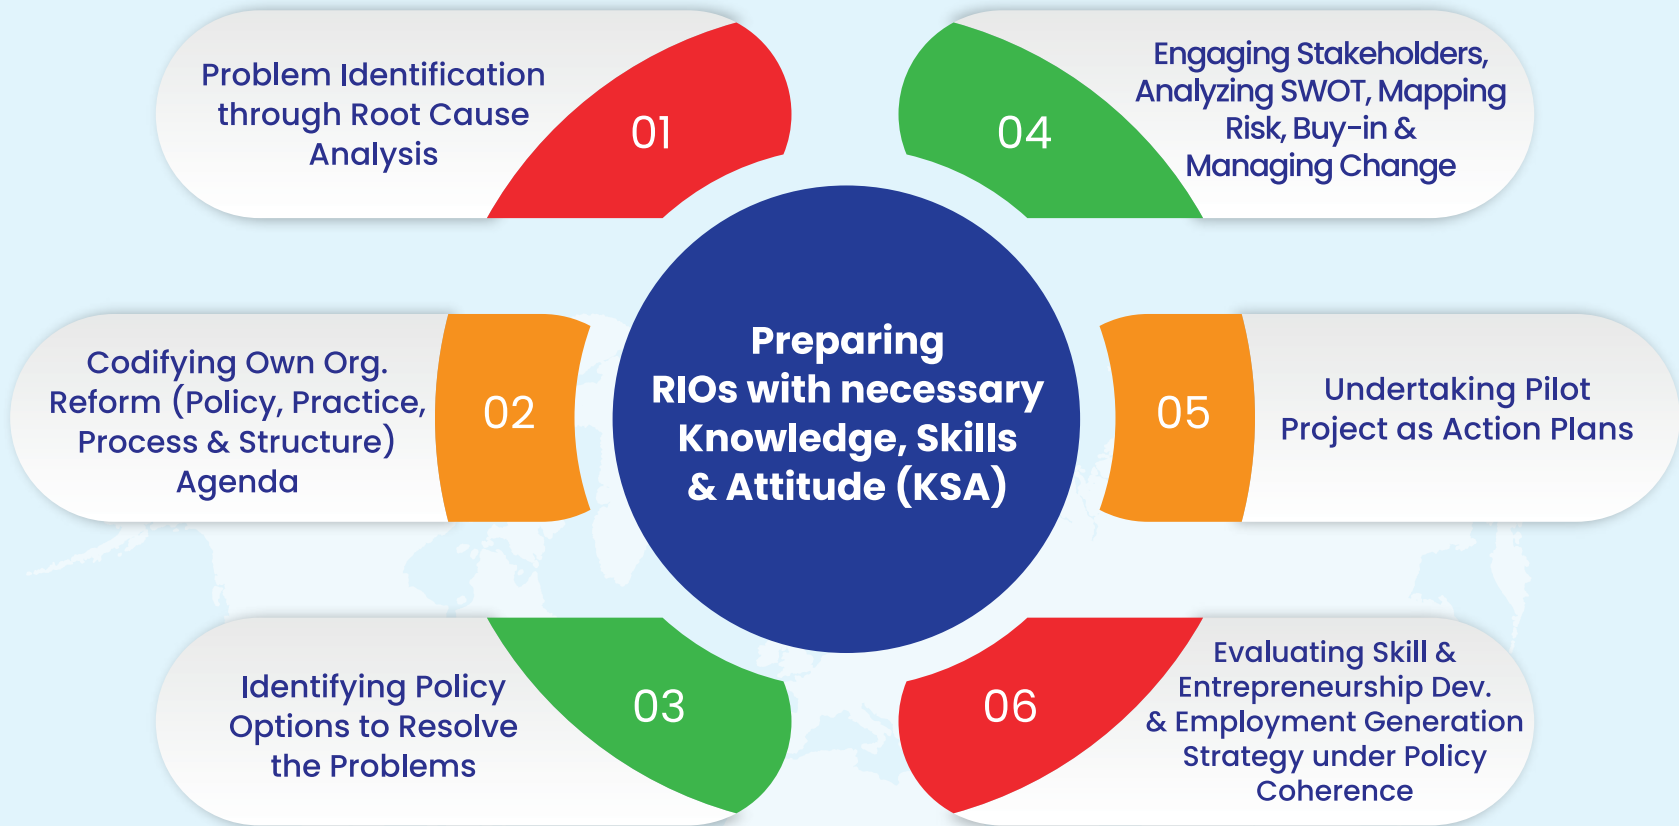 Problem Identification
through Root Cause
Analysis
01
Codifying Own Org.
Reform (Policy, Practice,
Process & Structure)
Agenda
02
Identifying Policy
Options to Resolve
the Problems
03
Preparing
RIOs with necessary
Knowledge, Skills
& Attitude (KSA)
04
Engaging Stakeholders,
Analyzing SWOT, Mapping
Risk, Buy-in &
Managing Change
05
Undertaking Pilot
Project as Action Plans
06
Evaluating Skill &
Entrepreneurship Dev.
& Employment Generation
Strategy under Policy
Coherence